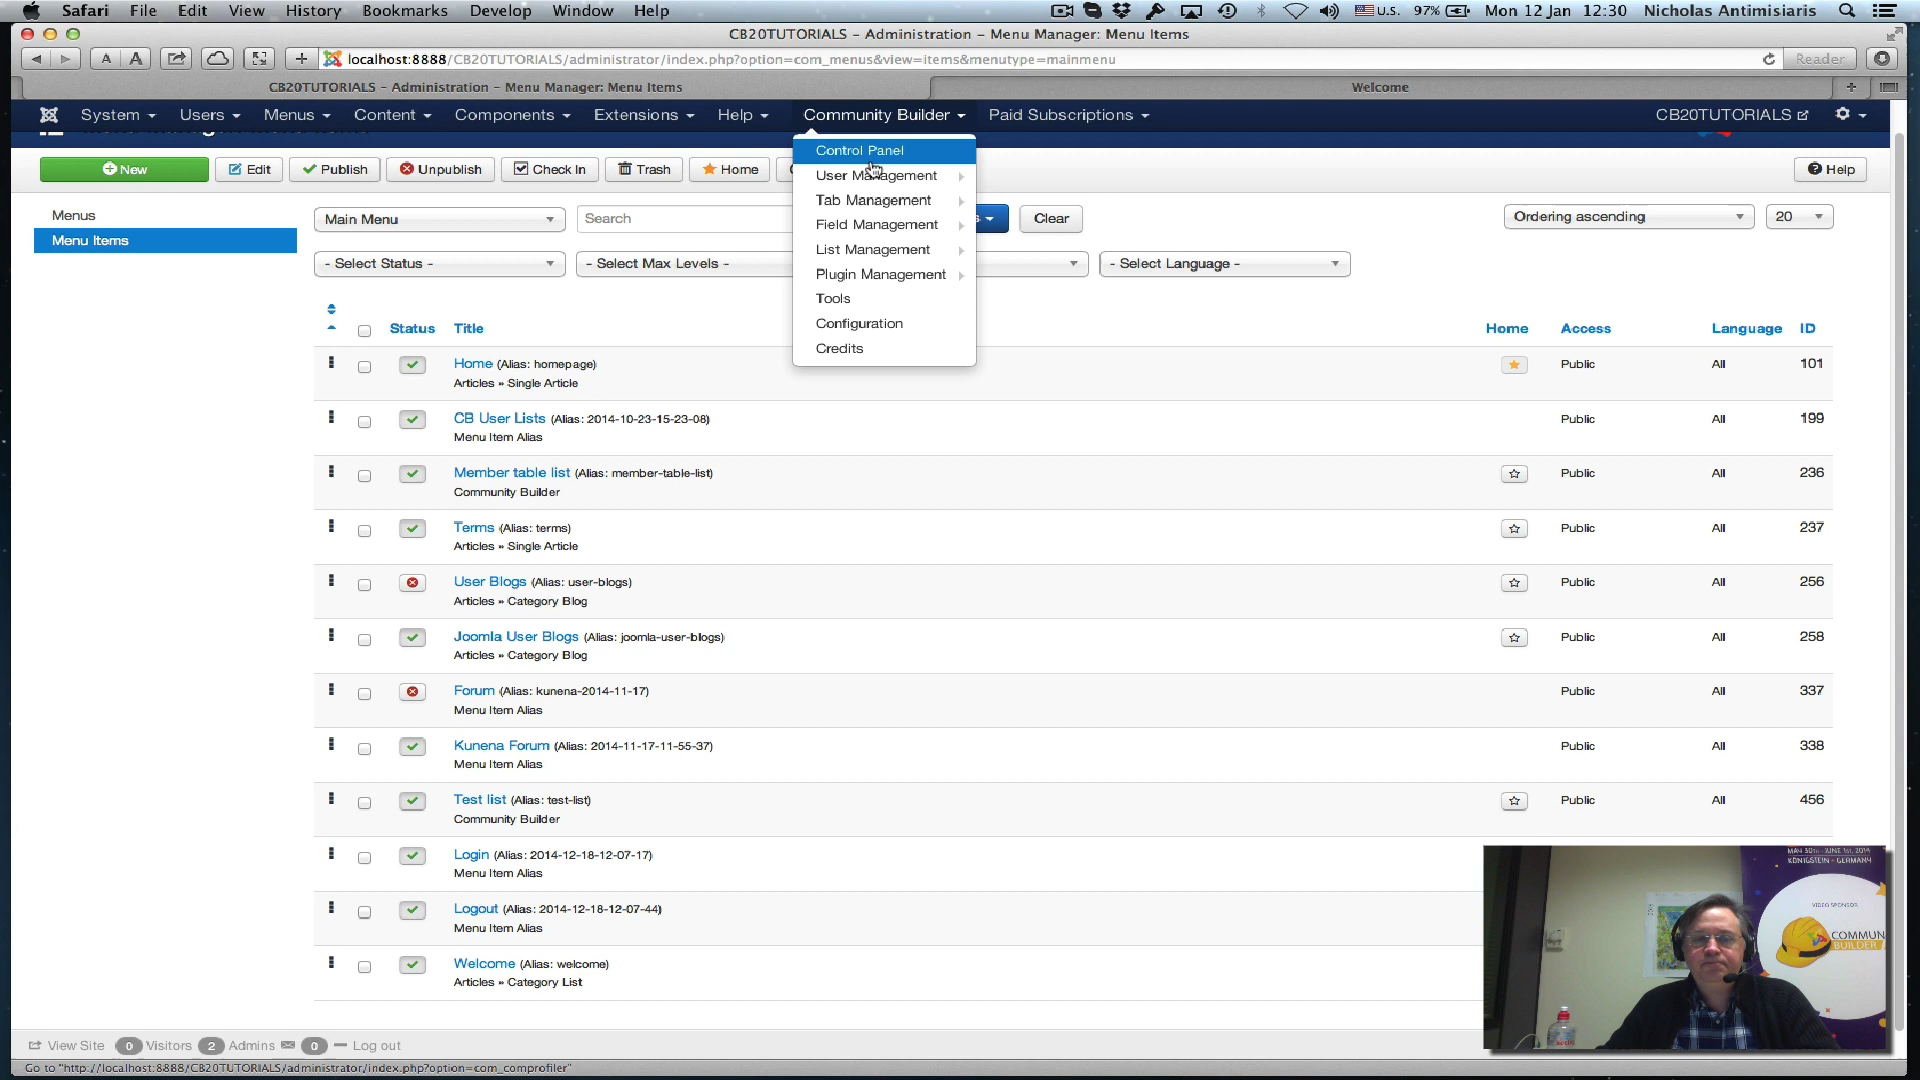 Safari File Edit View History Bookmarks Develop Window Help U.S. 97% Mon 12 Jan 12:30 Nicholas Antimisiaris
CB20TUTORIALS - Administration - Menu Manager: Menu Items
A A + localhost:8888/CB20TUTORIALS/administrator/index.php?option=com_menus&view=items&menutype=mainmenu Reader
CB20TUTORIALS - Administration - Menu Manager: Menu Items Welcome +
System Users Menus Content Components Extensions Help Community Builder Paid Subscriptions CB20TUTORIALS
New Edit Publish Unpublish Check In Trash Home Help
Control Panel
User Management
Tab Management
Field Management
List Management
Plugin Management
Tools
Configuration
Credits
Menus
Menu Items
Main Menu Search Clear Ordering ascending 20
- Select Status - - Select Max Levels - - Select Language -
Status Title Home Access Language ID
Home (Alias: homepage) Public All 101
Articles » Single Article
CB User Lists (Alias: 2014-10-23-15-23-08) Public All 199
Menu Item Alias
Member table list (Alias: member-table-list) Public All 236
Community Builder
Terms (Alias: terms) Public All 237
Articles » Single Article
User Blogs (Alias: user-blogs) Public All 256
Articles » Category Blog
Joomla User Blogs (Alias: joomla-user-blogs) Public All 258
Articles » Category Blog
Forum (Alias: kunena-2014-11-17) Public All 337
Menu Item Alias
Kunena Forum (Alias: 2014-11-17-11-55-37) Public All 338
Menu Item Alias
Test list (Alias: test-list) Public All 456
Community Builder
Login (Alias: 2014-12-18-12-07-17)
Menu Item Alias
Logout (Alias: 2014-12-18-12-07-44)
Menu Item Alias
Welcome (Alias: welcome)
Articles » Category List
MAY 30TH - JUNE 1ST, 2014
KÖNIGSTEIN - GERMANY
VIDEO SPONSOR
COMMUN
BUILDER
View Site 0 Visitors 2 Admins 0 Log out
Go to "http://localhost:8888/CB20TUTORIALS/administrator/index.php?option=com_comprofiler"